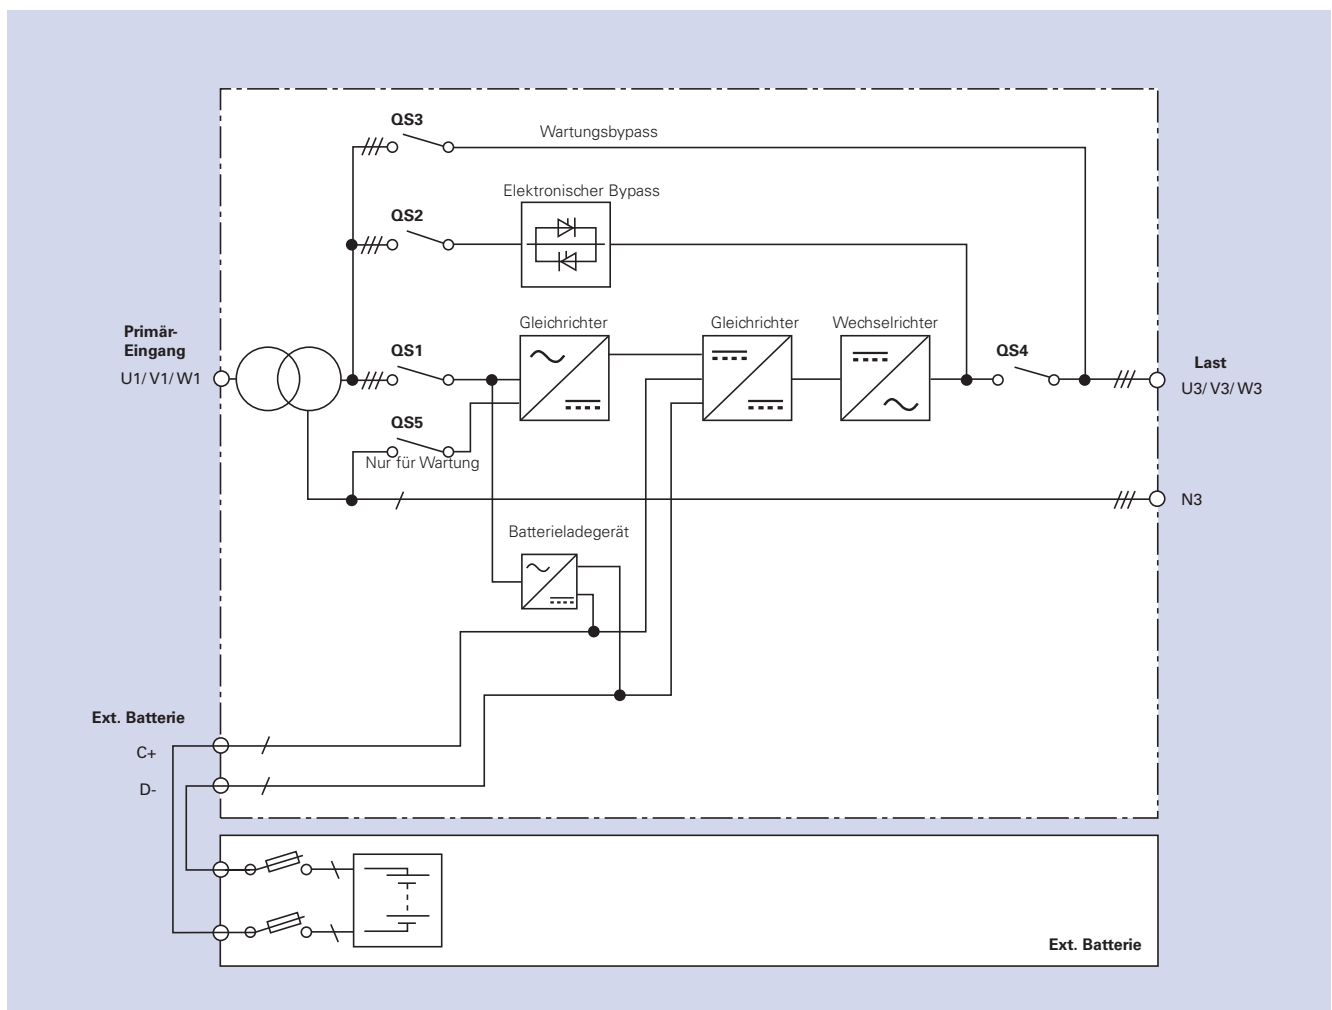 QS3
Wartungsbypass
Elektronischer Bypass
QS2
Gleichrichter
Gleichrichter
Wechselrichter
Primär-
Eingang
U1/ V1/ W1
QS1
QS4
Last
U3/ V3/ W3
QS5
Nur für Wartung
N3
Batterieladegerät
Ext. Batterie
C+
D-
Ext. Batterie